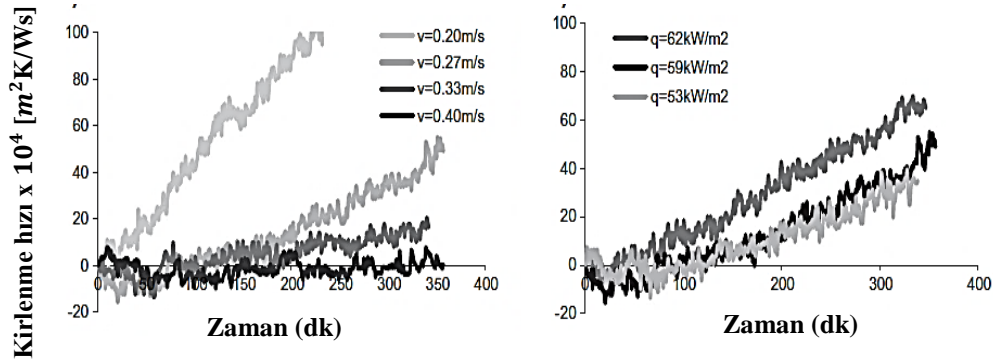 Kirlenme hızı x 10⁴ [m²K/Ws]
100
80
60
40
20
0
-20
0 50 100 150 200 250 300 350 400
v=0.20m/s
v=0.27m/s
v=0.33m/s
v=0.40m/s
Zaman (dk)
100
80
60
40
20
0
-20
0 100 200 300 400
q=62kW/m2
q=59kW/m2
q=53kW/m2
Zaman (dk)